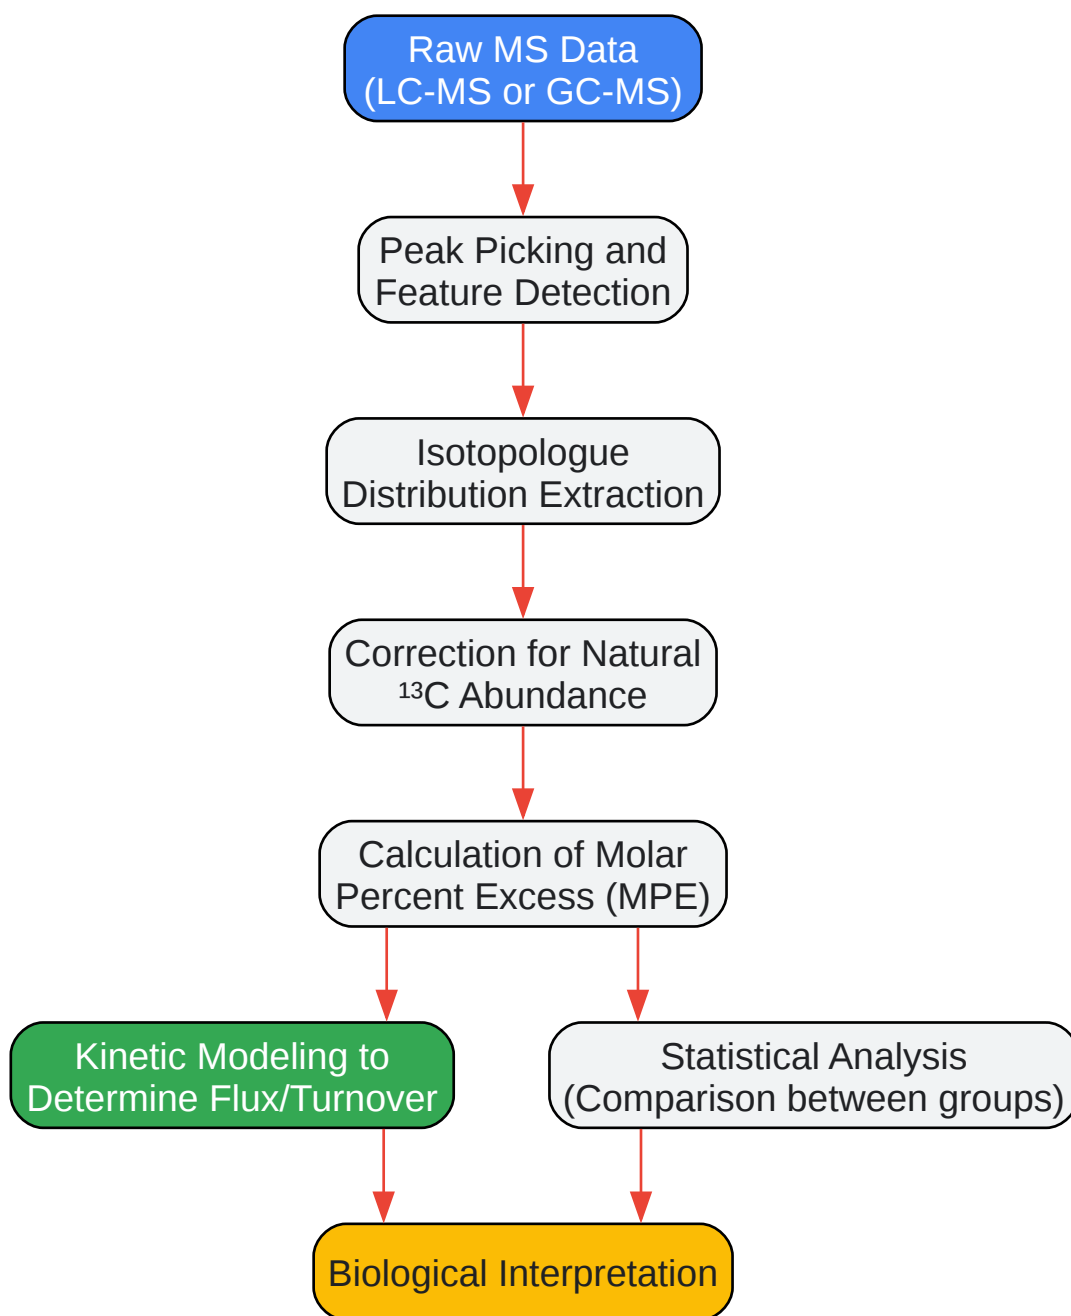 Raw MS Data
(LC-MS or GC-MS)
Peak Picking and
Feature Detection
Isotopologue
Distribution Extraction
Correction for Natural
¹³C Abundance
Calculation of Molar
Percent Excess (MPE)
Kinetic Modeling to
Determine Flux/Turnover
Statistical Analysis
(Comparison between groups)
Biological Interpretation